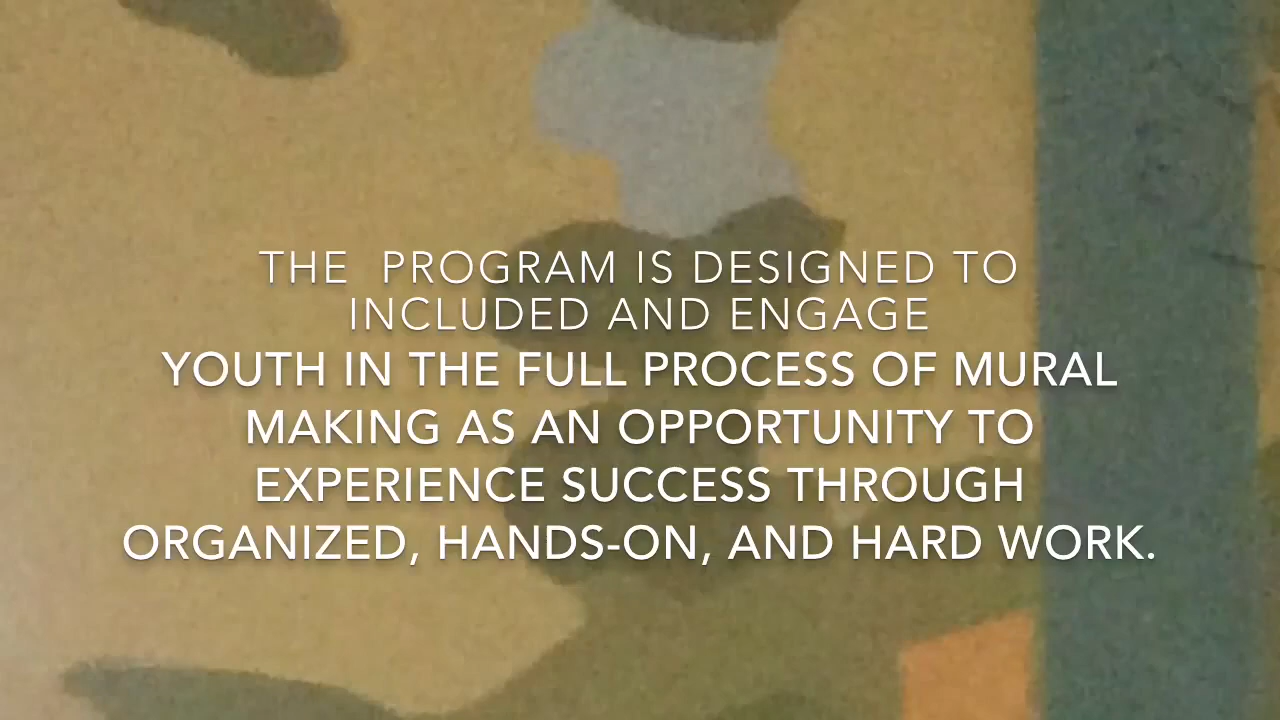 THE  PROGRAM IS DESIGNED TO
INCLUDED AND ENGAGE
YOUTH IN THE FULL PROCESS OF MURAL
MAKING AS AN OPPORTUNITY TO
EXPERIENCE SUCCESS THROUGH
ORGANIZED, HANDS-ON, AND HARD WORK.